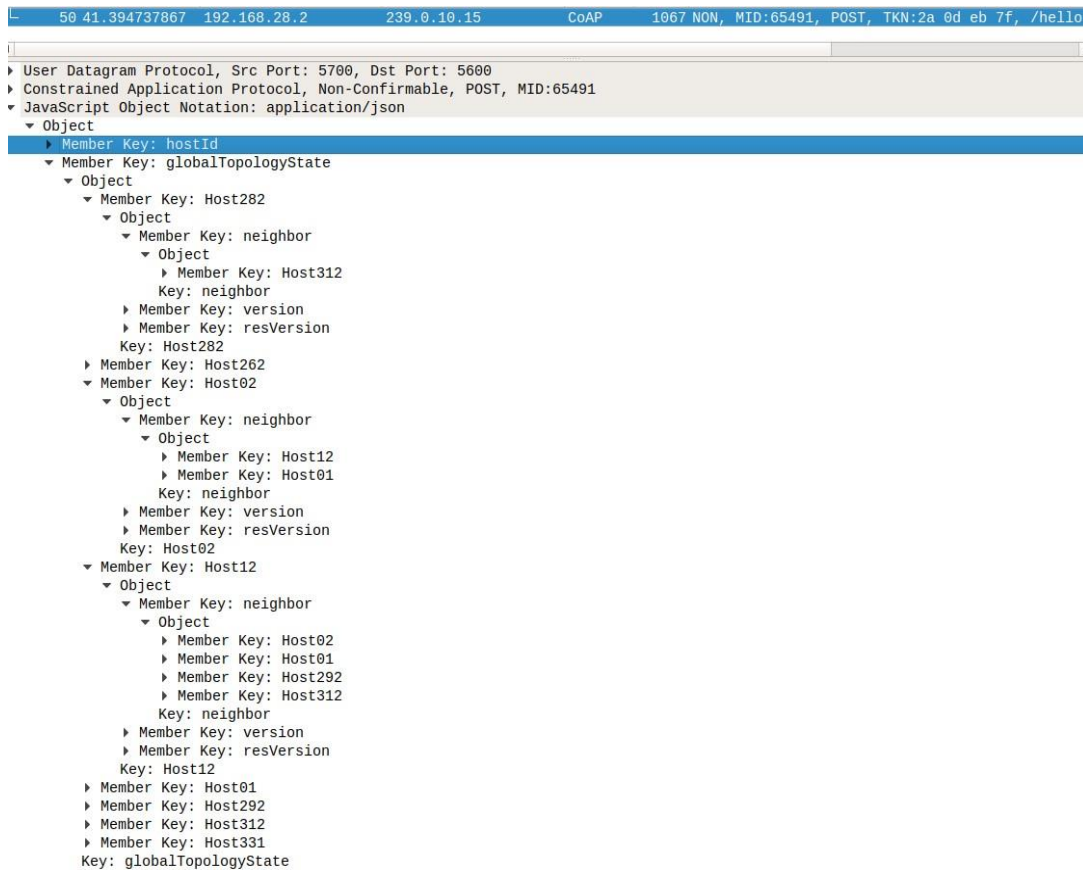 50 41.394737867 192.168.28.2 239.0.10.15 CoAP 1067 NON, MID:65491, POST, TKN:2a 0d eb 7f, /hello
User Datagram Protocol, Src Port: 5700, Dst Port: 5600
Constrained Application Protocol, Non-Confirmable, POST, MID:65491
JavaScript Object Notation: application/json
Object
Member Key: hostId
Member Key: globalTopologyState
Object
Member Key: Host282
Object
Member Key: neighbor
Object
Member Key: Host312
Key: neighbor
Member Key: version
Member Key: resVersion
Key: Host282
Member Key: Host262
Member Key: Host02
Object
Member Key: neighbor
Object
Member Key: Host12
Member Key: Host01
Key: neighbor
Member Key: version
Member Key: resVersion
Key: Host02
Member Key: Host12
Object
Member Key: neighbor
Object
Member Key: Host02
Member Key: Host01
Member Key: Host292
Member Key: Host312
Key: neighbor
Member Key: version
Member Key: resVersion
Key: Host12
Member Key: Host01
Member Key: Host292
Member Key: Host312
Member Key: Host331
Key: globalTopologyState